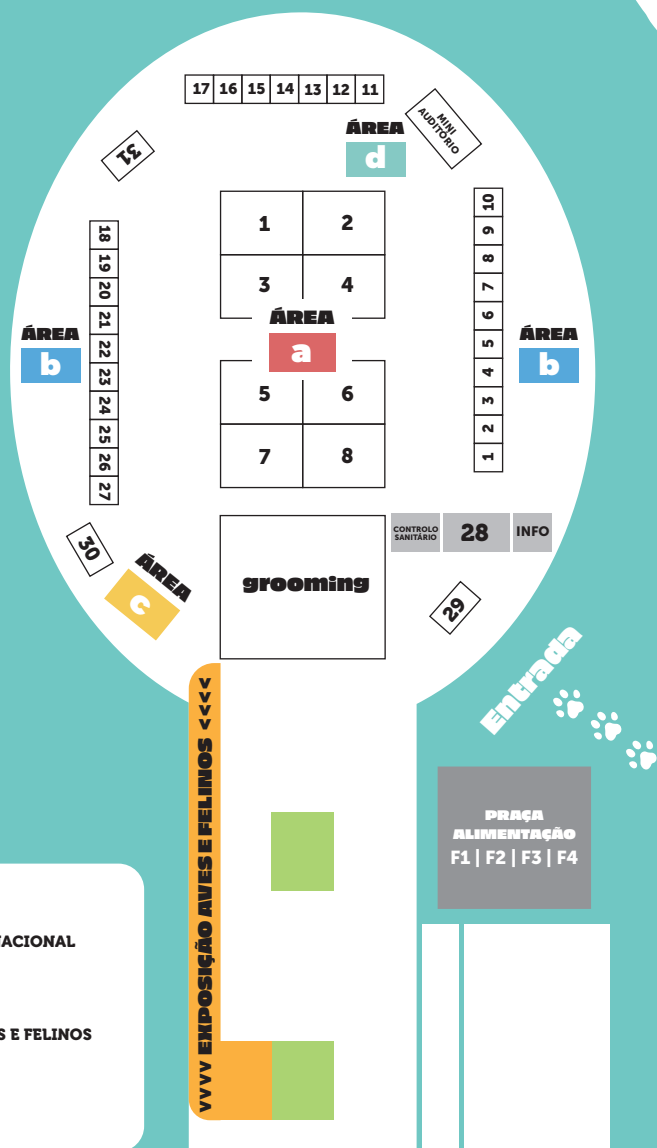 17 16 15 14 13 12 11
MINI
AUDITÓRIO
ÁREA
d
31
1 2
3 4
ÁREA
a
5 6
7 8
18
19
20
21
22
23
24
25
26
27
ÁREA
b
10
9
8
7
6
5
4
3
2
1
ÁREA
b
30
ÁREA
c
grooming
CONTROLO
SANITÁRIO
28
INFO
29
Entrada
<<<< EXPOSIÇÃO AVES E FELINOS <<<<
PRAÇA
ALIMENTAÇÃO
F1 | F2 | F3 | F4
NACIONAL
S E FELINOS